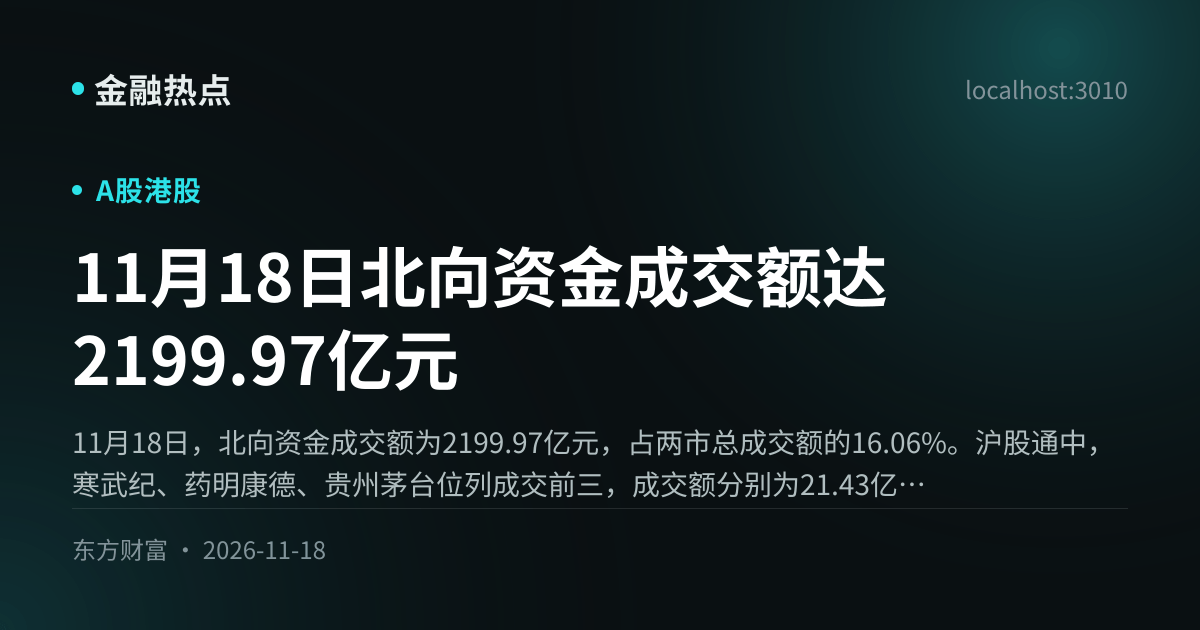 金融热点
localhost:3010
A股港股
11月18日北向资金成交额达
2199.97亿元
11月18日，北向资金成交额为2199.97亿元，占两市总成交额的16.06%。沪股通中，
寒武纪、药明康德、贵州茅台位列成交前三，成交额分别为21.43亿…
东方财富 • 2026-11-18